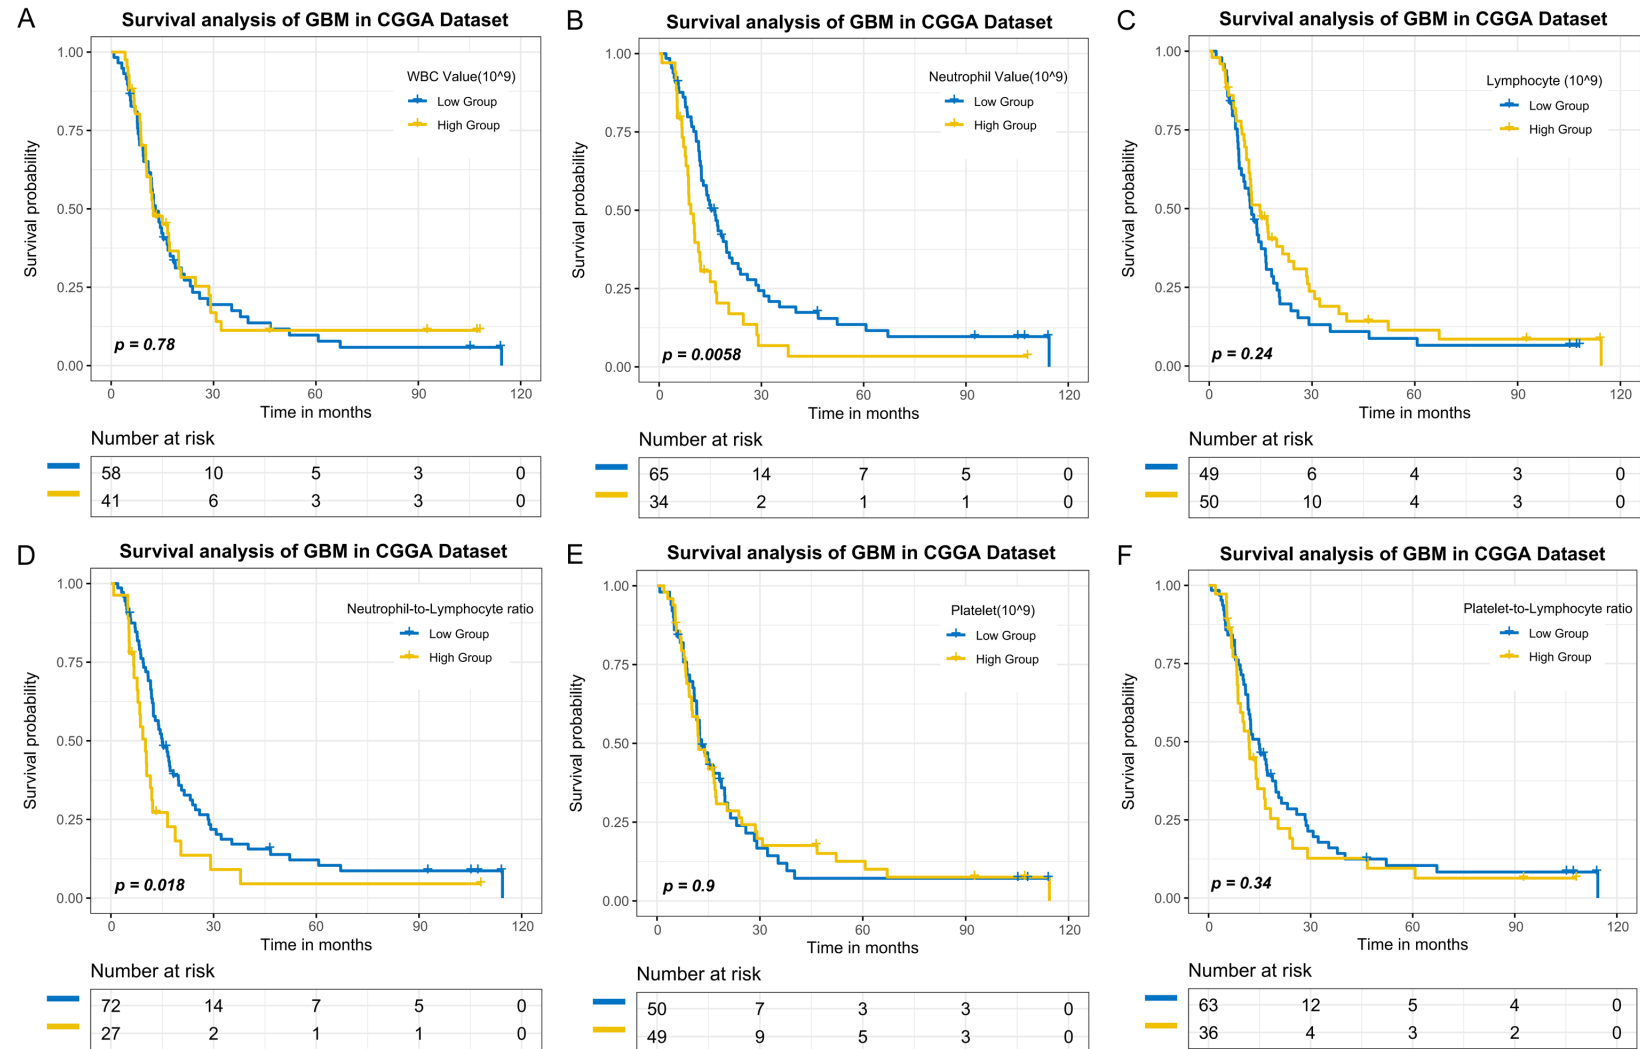 A
Survival analysis of GBM in CGGA Dataset
WBC Value(10^9)
Low Group
High Group
Survival probability
1.00
0.75
0.50
0.25
0.00
p = 0.78
0 30 60 90 120
Time in months
Number at risk
58 10 5 3 0
41 6 3 3 0
B
Survival analysis of GBM in CGGA Dataset
Neutrophil Value(10^9)
Low Group
High Group
Survival probability
1.00
0.75
0.50
0.25
0.00
p = 0.0058
0 30 60 90 120
Time in months
Number at risk
65 14 7 5 0
34 2 1 1 0
C
Survival analysis of GBM in CGGA Dataset
Lymphocyte (10^9)
Low Group
High Group
Survival probability
1.00
0.75
0.50
0.25
0.00
p = 0.24
0 30 60 90 120
Time in months
Number at risk
49 6 4 3 0
50 10 4 3 0
D
Survival analysis of GBM in CGGA Dataset
Neutrophil-to-Lymphocyte ratio
Low Group
High Group
Survival probability
1.00
0.75
0.50
0.25
0.00
p = 0.018
0 30 60 90 120
Time in months
Number at risk
72 14 7 5 0
27 2 1 1 0
E
Survival analysis of GBM in CGGA Dataset
Platelet(10^9)
Low Group
High Group
Survival probability
1.00
0.75
0.50
0.25
0.00
p = 0.9
0 30 60 90 120
Time in months
Number at risk
50 7 3 3 0
49 9 5 3 0
F
Survival analysis of GBM in CGGA Dataset
Platelet-to-Lymphocyte ratio
Low Group
High Group
Survival probability
1.00
0.75
0.50
0.25
0.00
p = 0.34
0 30 60 90 120
Time in months
Number at risk
63 12 5 4 0
36 4 3 2 0